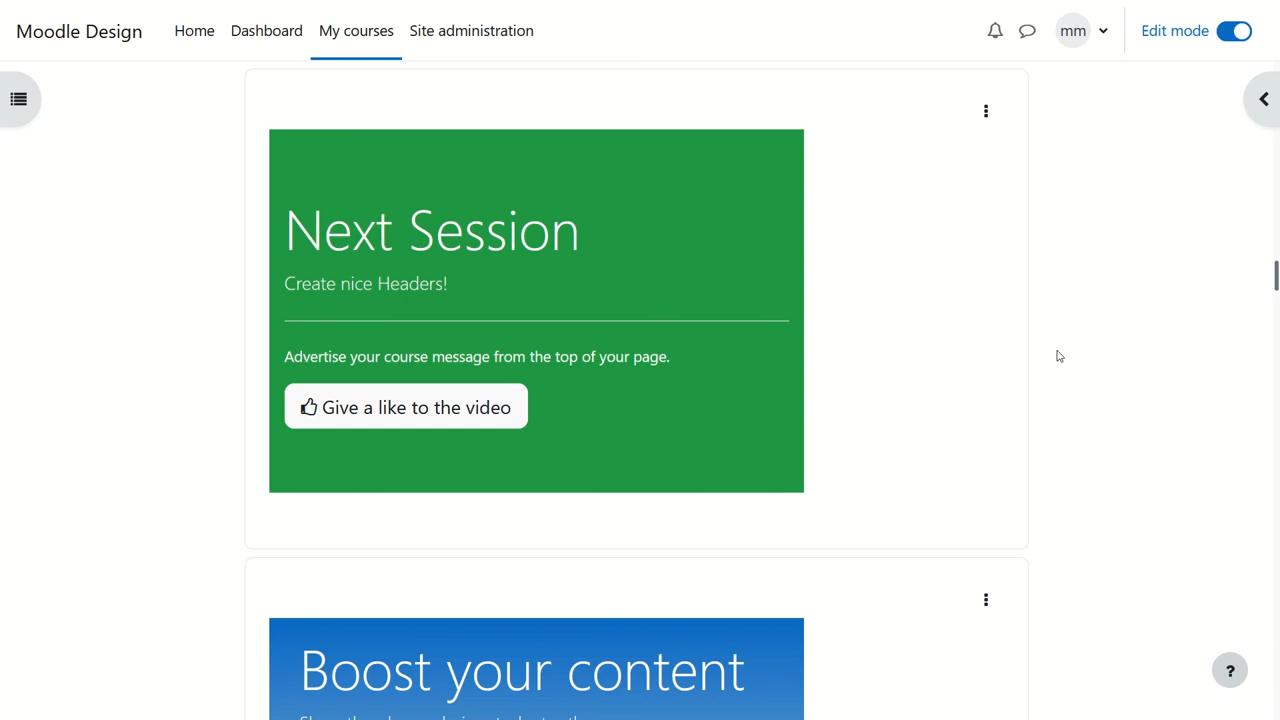 Moodle Design Home Dashboard My courses Site administration mm Edit mode
Next Session
Create nice Headers!
Advertise your course message from the top of your page.
Give a like to the video
Boost your content
?